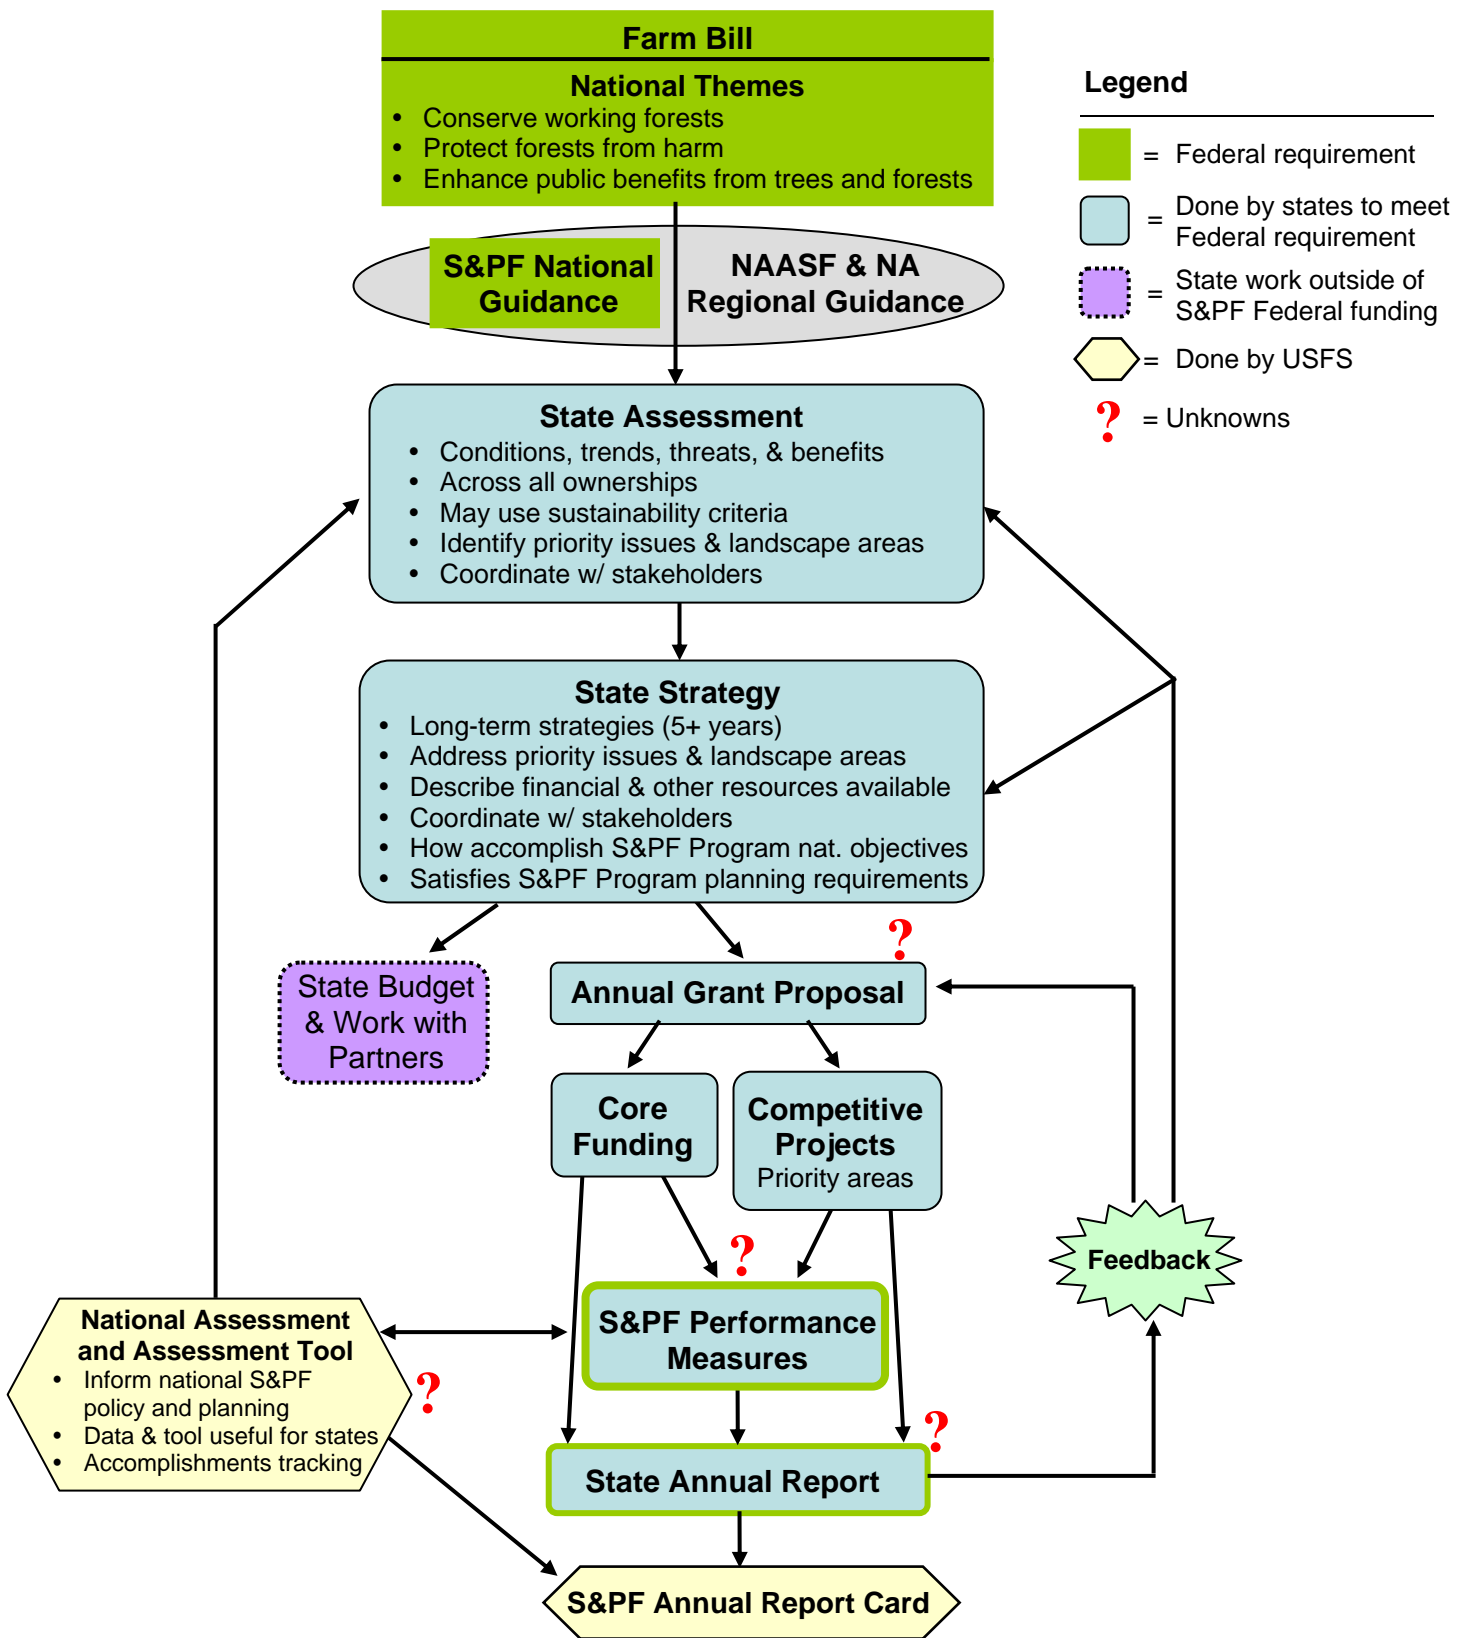 Farm Bill
National Themes
• Conserve working forests
• Protect forests from harm
• Enhance public benefits from trees and forests
Legend
= Federal requirement
= Done by states to meet
Federal requirement
= State work outside of
S&PF Federal funding
= Done by USFS
? = Unknowns
S&PF National
Guidance
NAASF & NA
Regional Guidance
State Assessment
• Conditions, trends, threats, & benefits
• Across all ownerships
• May use sustainability criteria
• Identify priority issues & landscape areas
• Coordinate w/ stakeholders
State Strategy
• Long-term strategies (5+ years)
• Address priority issues & landscape areas
• Describe financial & other resources available
• Coordinate w/ stakeholders
• How accomplish S&PF Program nat. objectives
• Satisfies S&PF Program planning requirements
State Budget
& Work with
Partners
?
Annual Grant Proposal
Core
Funding
Competitive
Projects
Priority areas
?
S&PF Performance
Measures
Feedback
National Assessment
and Assessment Tool
• Inform national S&PF
policy and planning
• Data & tool useful for states
• Accomplishments tracking
?
?
State Annual Report
S&PF Annual Report Card